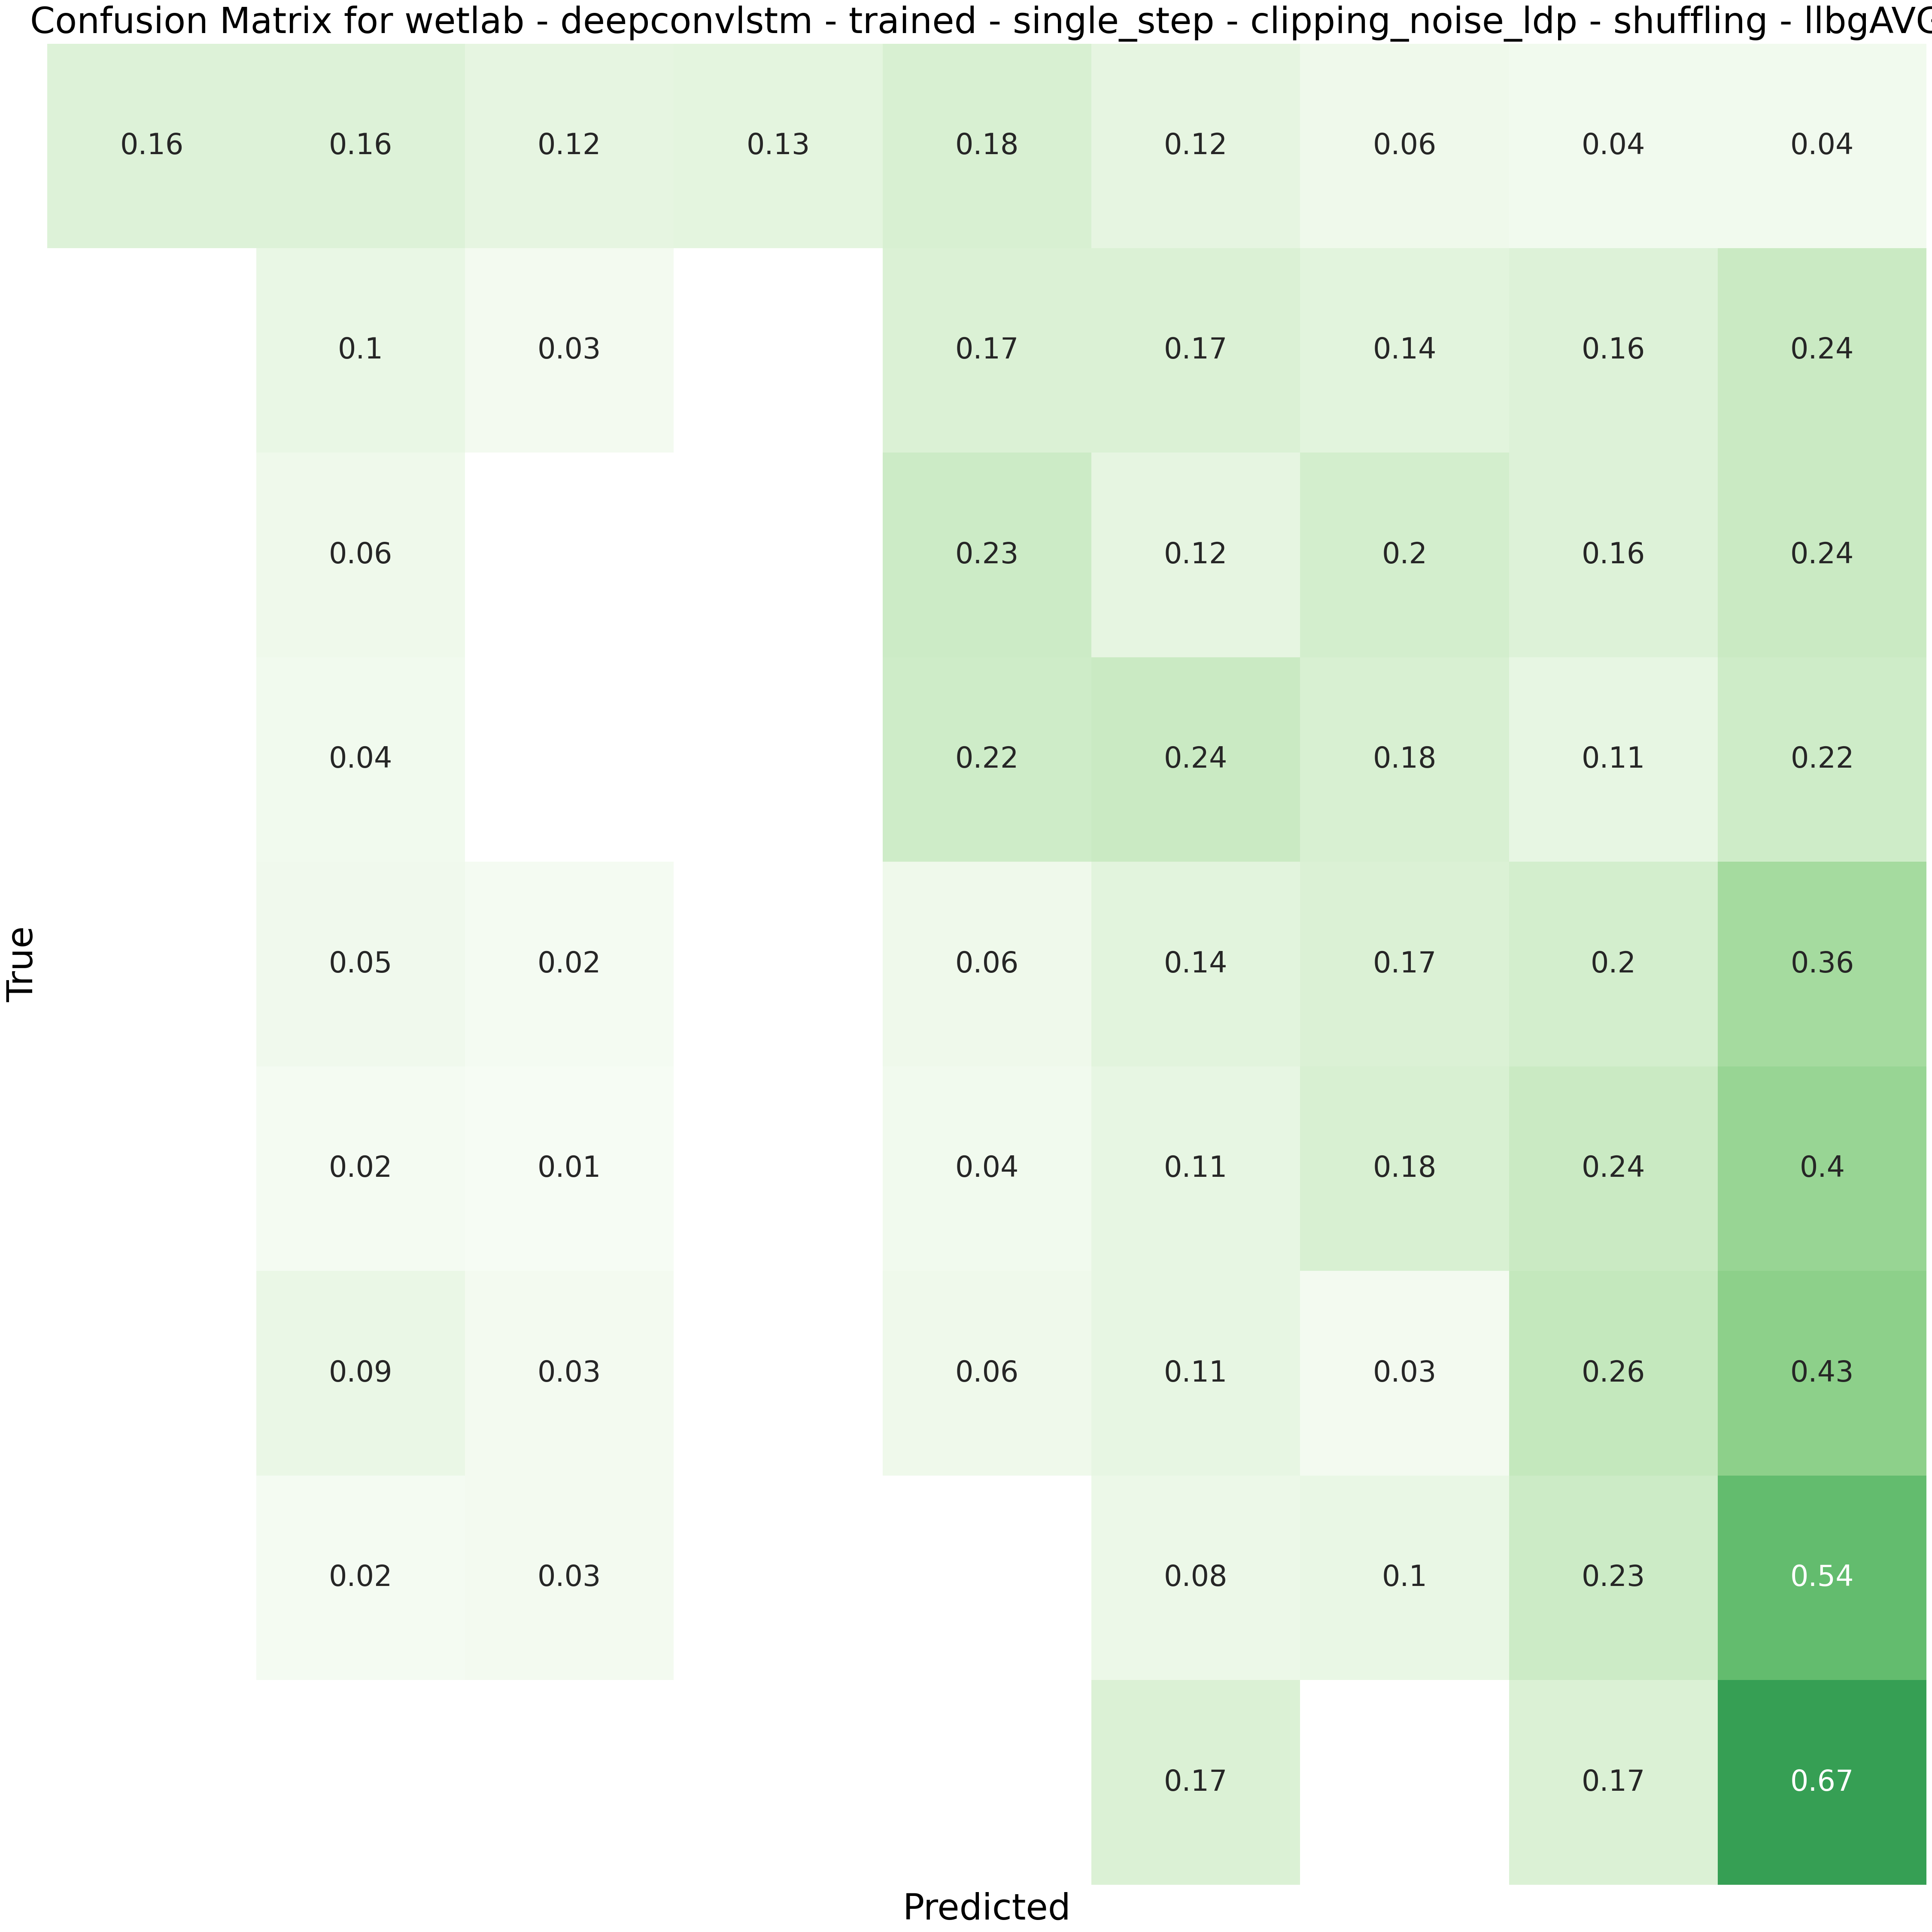 Confusion Matrix for wetlab - deepconvlstm - trained - single_step - clipping_noise_ldp - shuffling - llbgAVG
0.16 0.16 0.12 0.13 0.18 0.12 0.06 0.04 0.04
0.1 0.03 0.17 0.17 0.14 0.16 0.24
0.06 0.23 0.12 0.2 0.16 0.24
0.04 0.22 0.24 0.18 0.11 0.22
0.05 0.02 0.06 0.14 0.17 0.2 0.36
0.02 0.01 0.04 0.11 0.18 0.24 0.4
0.09 0.03 0.06 0.11 0.03 0.26 0.43
0.02 0.03 0.08 0.1 0.23 0.54
0.17 0.17 0.67
True
Predicted